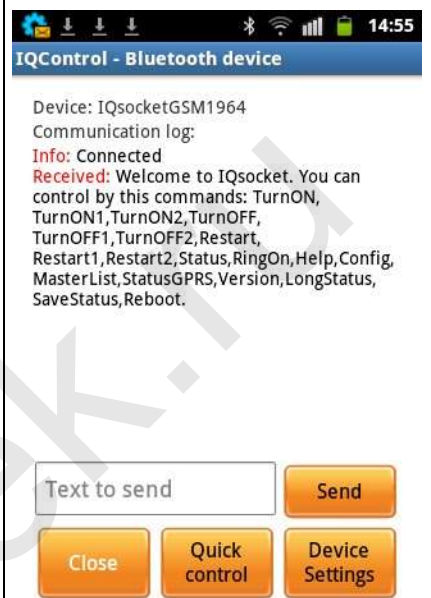 14:55
IQControl - Bluetooth device
Device: IQsocketGSM1964
Communication log:
Info: Connected
Received: Welcome to IQsocket. You can
control by this commands: TurnON,
TurnON1,TurnON2,TurnOFF,
TurnOFF1,TurnOFF2,Restart,
Restart1,Restart2,Status,RingOn,Help,Config,
MasterList,StatusGPRS,Version,LongStatus,
SaveStatus,Reboot.
Text to send
Send
Close
Quick
control
Device
Settings